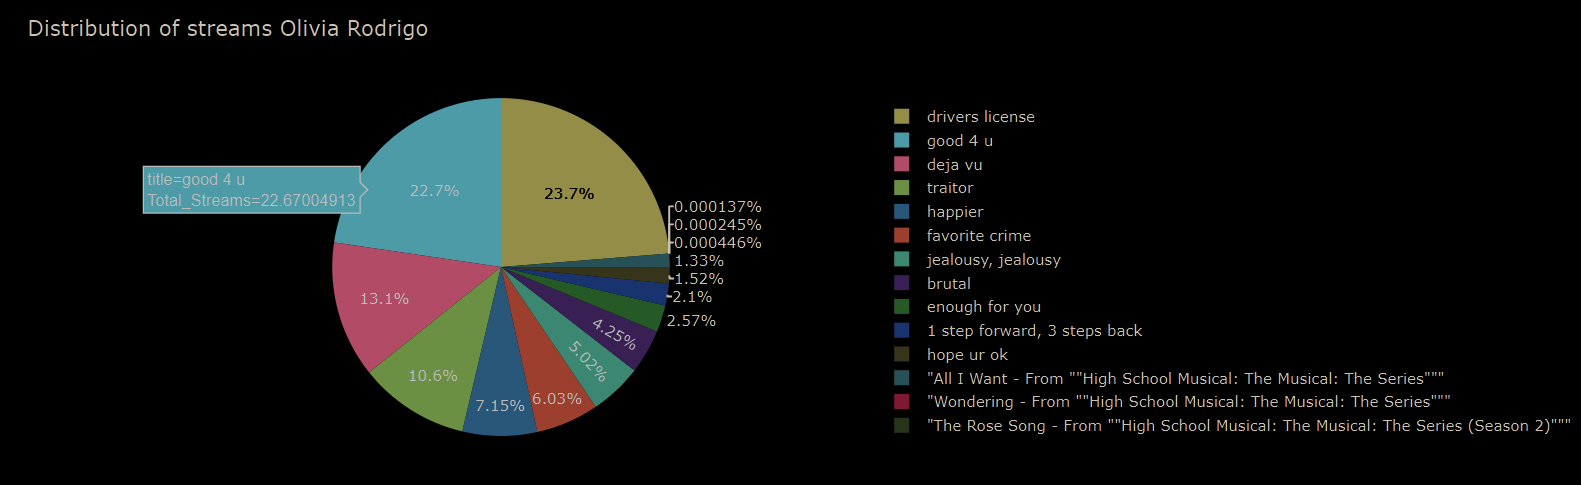 Distribution of streams Olivia Rodrigo
title=good 4 u
Total_Streams=22.67004913
22.7%
23.7%
13.1%
10.6%
7.15%
6.03%
5.02%
4.25%
2.57%
2.1%
1.52%
1.33%
0.000446%
0.000245%
0.000137%
drivers license
good 4 u
deja vu
traitor
happier
favorite crime
jealousy, jealousy
brutal
enough for you
1 step forward, 3 steps back
hope ur ok
"All I Want - From ""High School Musical: The Musical: The Series"""
"Wondering - From ""High School Musical: The Musical: The Series"""
"The Rose Song - From ""High School Musical: The Musical: The Series (Season 2)"""